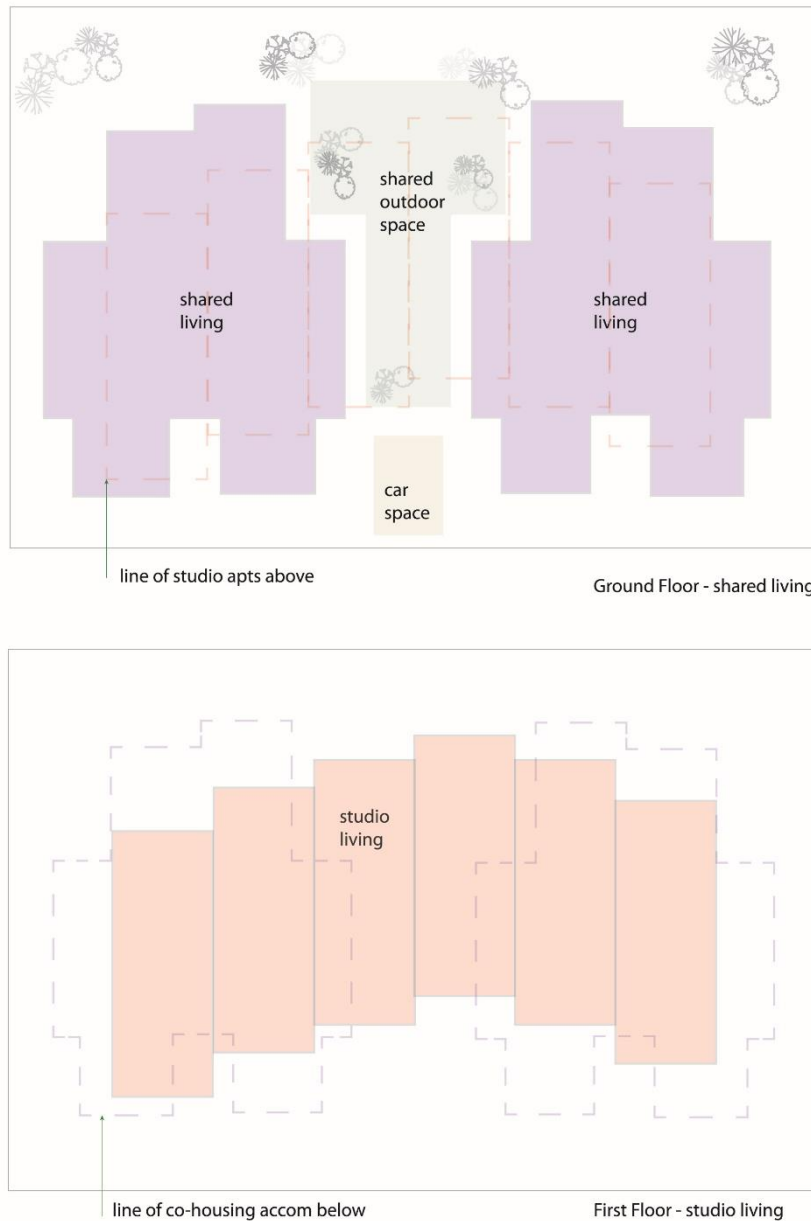 shared
outdoor
space
shared
living
shared
living
car
space
line of studio apts above
Ground Floor - shared living
studio
living
line of co-housing accom below
First Floor - studio living